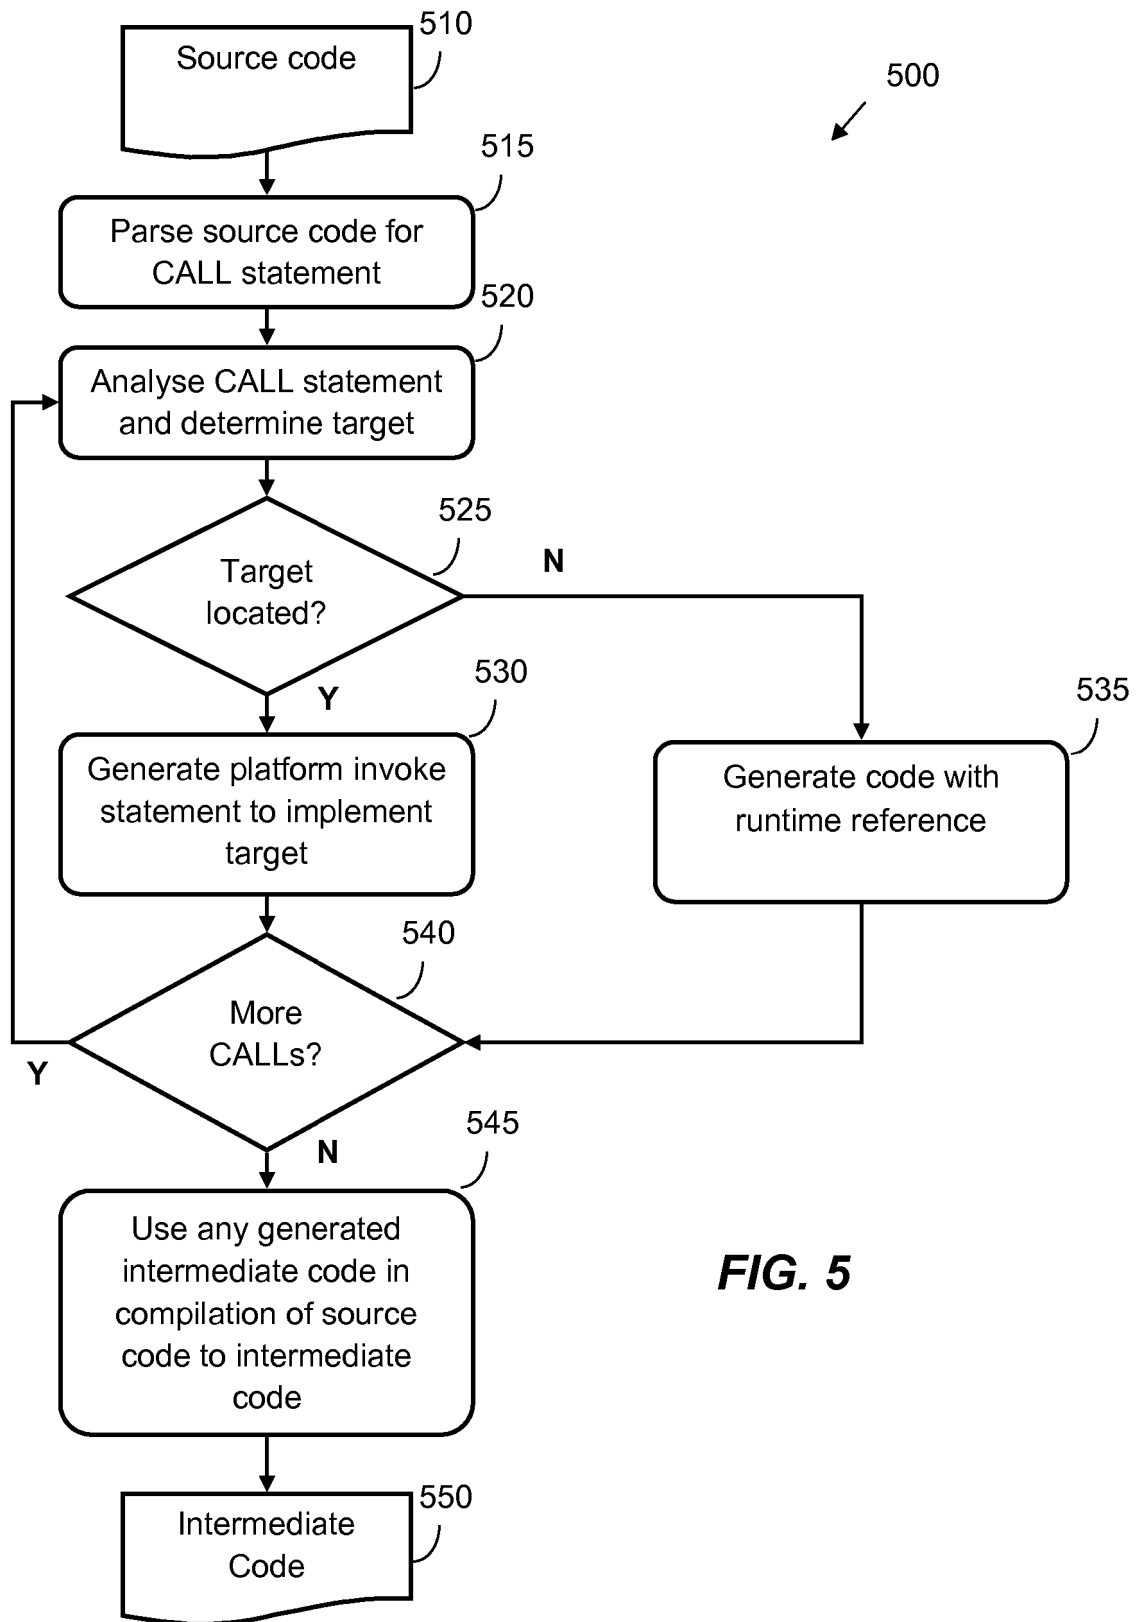 510
Source code
500
515
Parse source code for
CALL statement
520
Analyse CALL statement
and determine target
525
N
Target
located?
Y
530
535
Generate platform invoke
statement to implement
target
Generate code with
runtime reference
540
More
CALLs?
Y
N
545
Use any generated
intermediate code in
compilation of source
code to intermediate
code
FIG. 5
550
Intermediate
Code